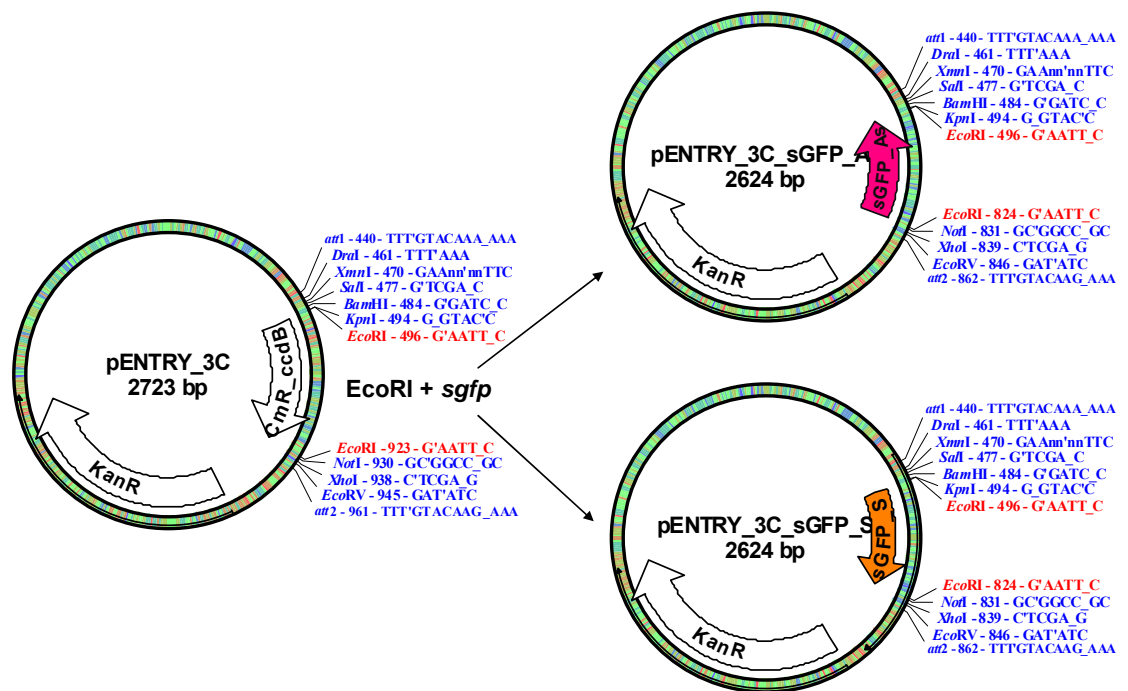 pENTRY_3C
2723 bp
CmR_ccdB
KanR
att1 - 440 - TTT'GTACAAA_AAA
DraI - 461 - TTT'AAA
XmnI - 470 - GAAnn'nnTTC
SalI - 477 - G'TCGA_C
BamHI - 484 - G'GATC_C
KpnI - 494 - G_GTAC'C
EcoRI - 496 - G'AATT_C
EcoRI - 923 - G'AATT_C
NotI - 930 - GC'GGCC_GC
XhoI - 938 - C'TCGA_G
EcoRV - 945 - GAT'ATC
att2 - 961 - TTT'GTACAAG_AAA
EcoRI + sgfp
pENTRY_3C_sGFP_A
2624 bp
sGFP_As
KanR
att1 - 440 - TTT'GTACAAA_AAA
DraI - 461 - TTT'AAA
XmnI - 470 - GAAnn'nnTTC
SalI - 477 - G'TCGA_C
BamHI - 484 - G'GATC_C
KpnI - 494 - G_GTAC'C
EcoRI - 496 - G'AATT_C
EcoRI - 824 - G'AATT_C
NotI - 831 - GC'GGCC_GC
XhoI - 839 - C'TCGA_G
EcoRV - 846 - GAT'ATC
att2 - 862 - TTT'GTACAAG_AAA
pENTRY_3C_sGFP_S
2624 bp
sGFP_S
KanR
att1 - 440 - TTT'GTACAAA_AAA
DraI - 461 - TTT'AAA
XmnI - 470 - GAAnn'nnTTC
SalI - 477 - G'TCGA_C
BamHI - 484 - G'GATC_C
KpnI - 494 - G_GTAC'C
EcoRI - 496 - G'AATT_C
EcoRI - 824 - G'AATT_C
NotI - 831 - GC'GGCC_GC
XhoI - 839 - C'TCGA_G
EcoRV - 846 - GAT'ATC
att2 - 862 - TTT'GTACAAG_AAA